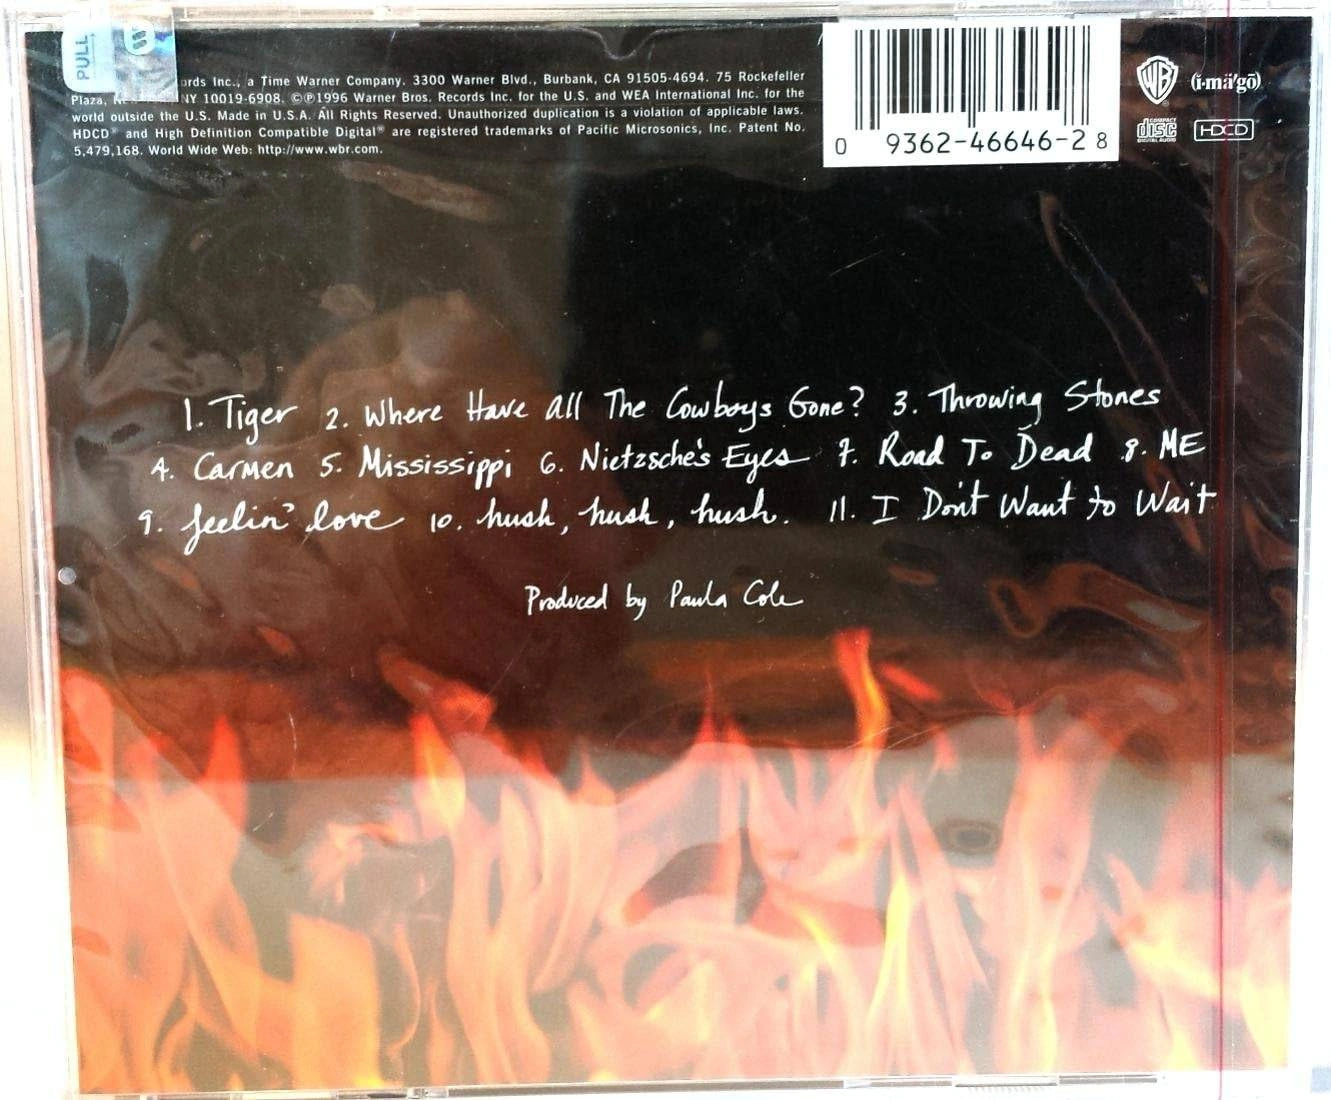 PULL
W
ords Inc., a Time Warner Company. 3300 Warner Blvd., Burbank, CA 91505-4694. 75 Rockefeller
Plaza, NY 10019-6908. ©℗1996 Warner Bros. Records Inc. for the U.S. and WEA International Inc. for the
world outside the U.S. Made in U.S.A. All Rights Reserved. Unauthorized duplication is a violation of applicable laws.
HDCD® and High Definition Compatible Digital® are registered trademarks of Pacific Microsonics, Inc. Patent No.
5,479,168. World Wide Web: http://www.wbr.com.
0 9362-46646-2 8
WB (i·mä′gō)
COMPACT disc DIGITAL AUDIO HDCD
1. Tiger 2. Where Have all The Cowboys Gone? 3. Throwing Stones
4. Carmen 5. Mississippi 6. Nietzsche's Eyes 7. Road To Dead 8. ME
9. feelin' love 10. hush, hush, hush. 11. I Don't Want to Wait
Produced by Paula Cole